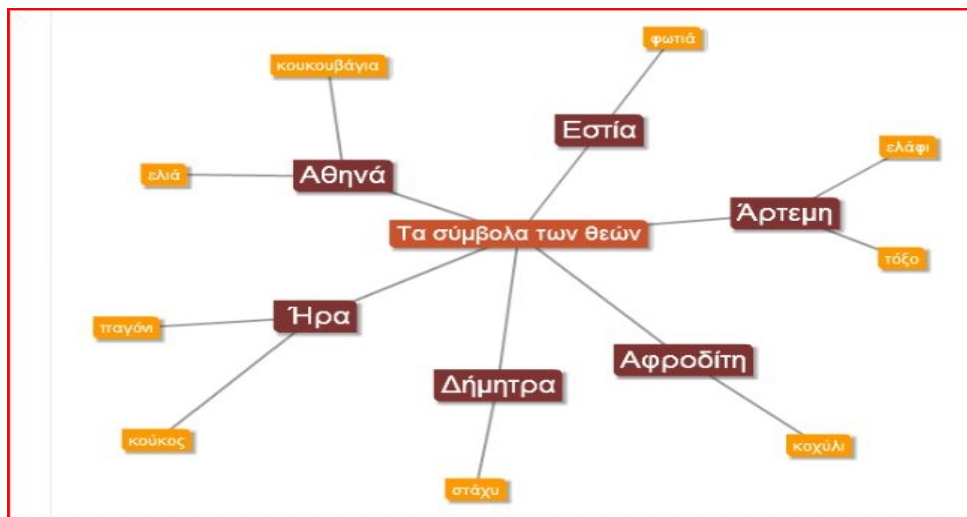 φωτιά
κουκουβάγια
Εστία
ελάφι
ελιά
Αθηνά
Άρτεμη
Τα σύμβολα των θεών
τόξο
Ήρα
παγόνι
Αφροδίτη
Δήμητρα
κούκος
κοχύλι
στάχυ